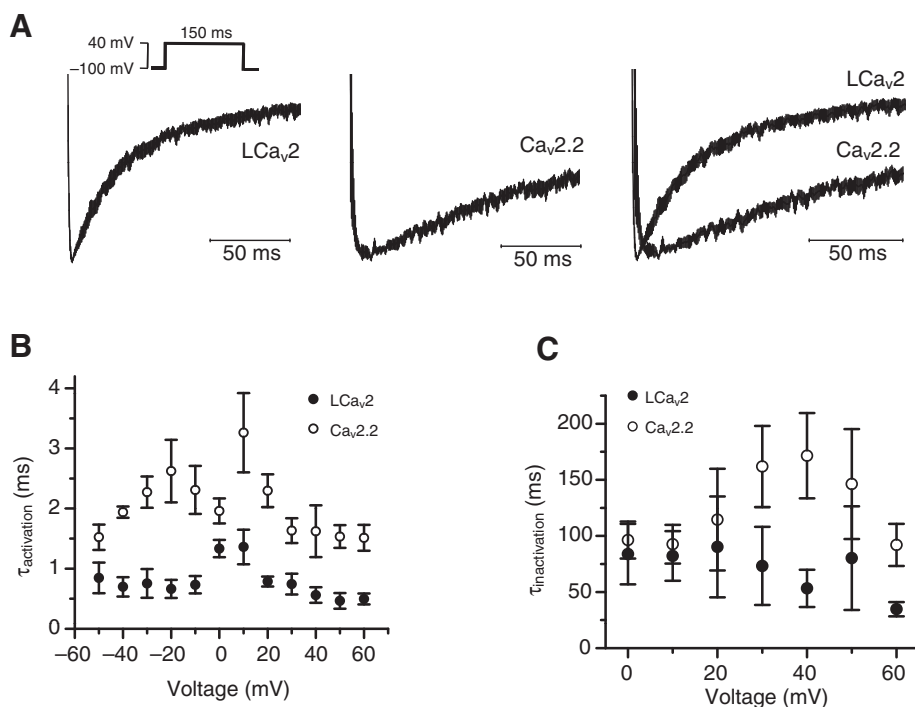 A
150 ms
40 mV
–100 mV
LCav2
50 ms
Cav2.2
50 ms
LCav2
Cav2.2
50 ms
B
τactivation (ms)
4
3
2
1
0
LCav2
Cav2.2
–60 –40 –20 0 20 40 60
Voltage (mV)
C
τinactivation (ms)
200
150
100
50
0
LCav2
Cav2.2
0 20 40 60
Voltage (mV)